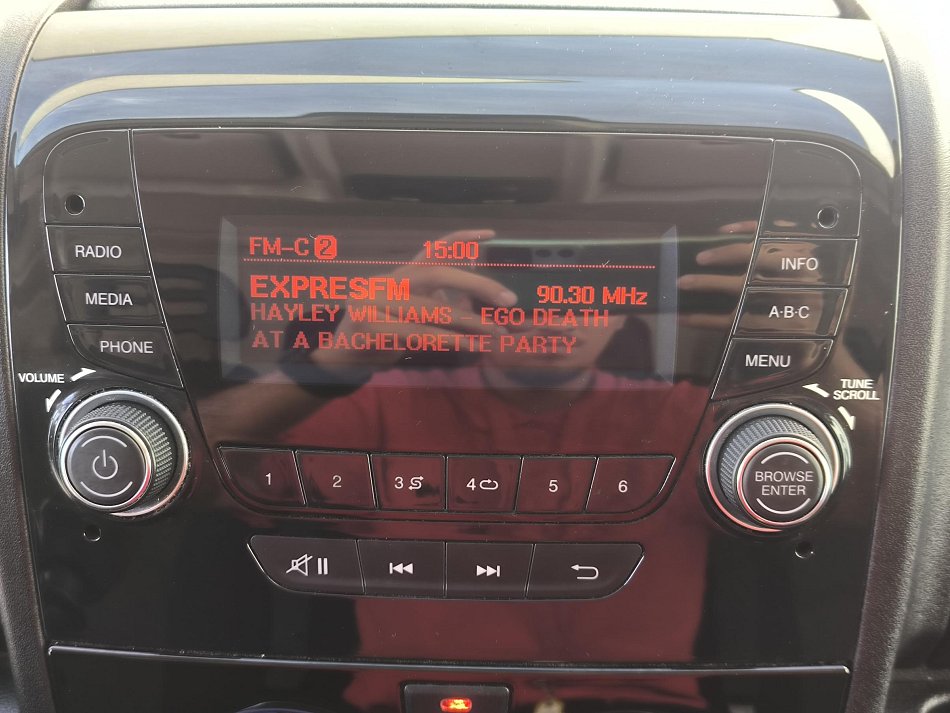 FM-C 2 15:00
EXPRESFM 90.30 MHz
HAYLEY WILLIAMS - EGO DEATH
AT A BACHELORETTE PARTY
RADIO
MEDIA
PHONE
INFO
A·B·C
MENU
VOLUME
TUNE
SCROLL
BROWSE
ENTER
1 2 3 4 5 6